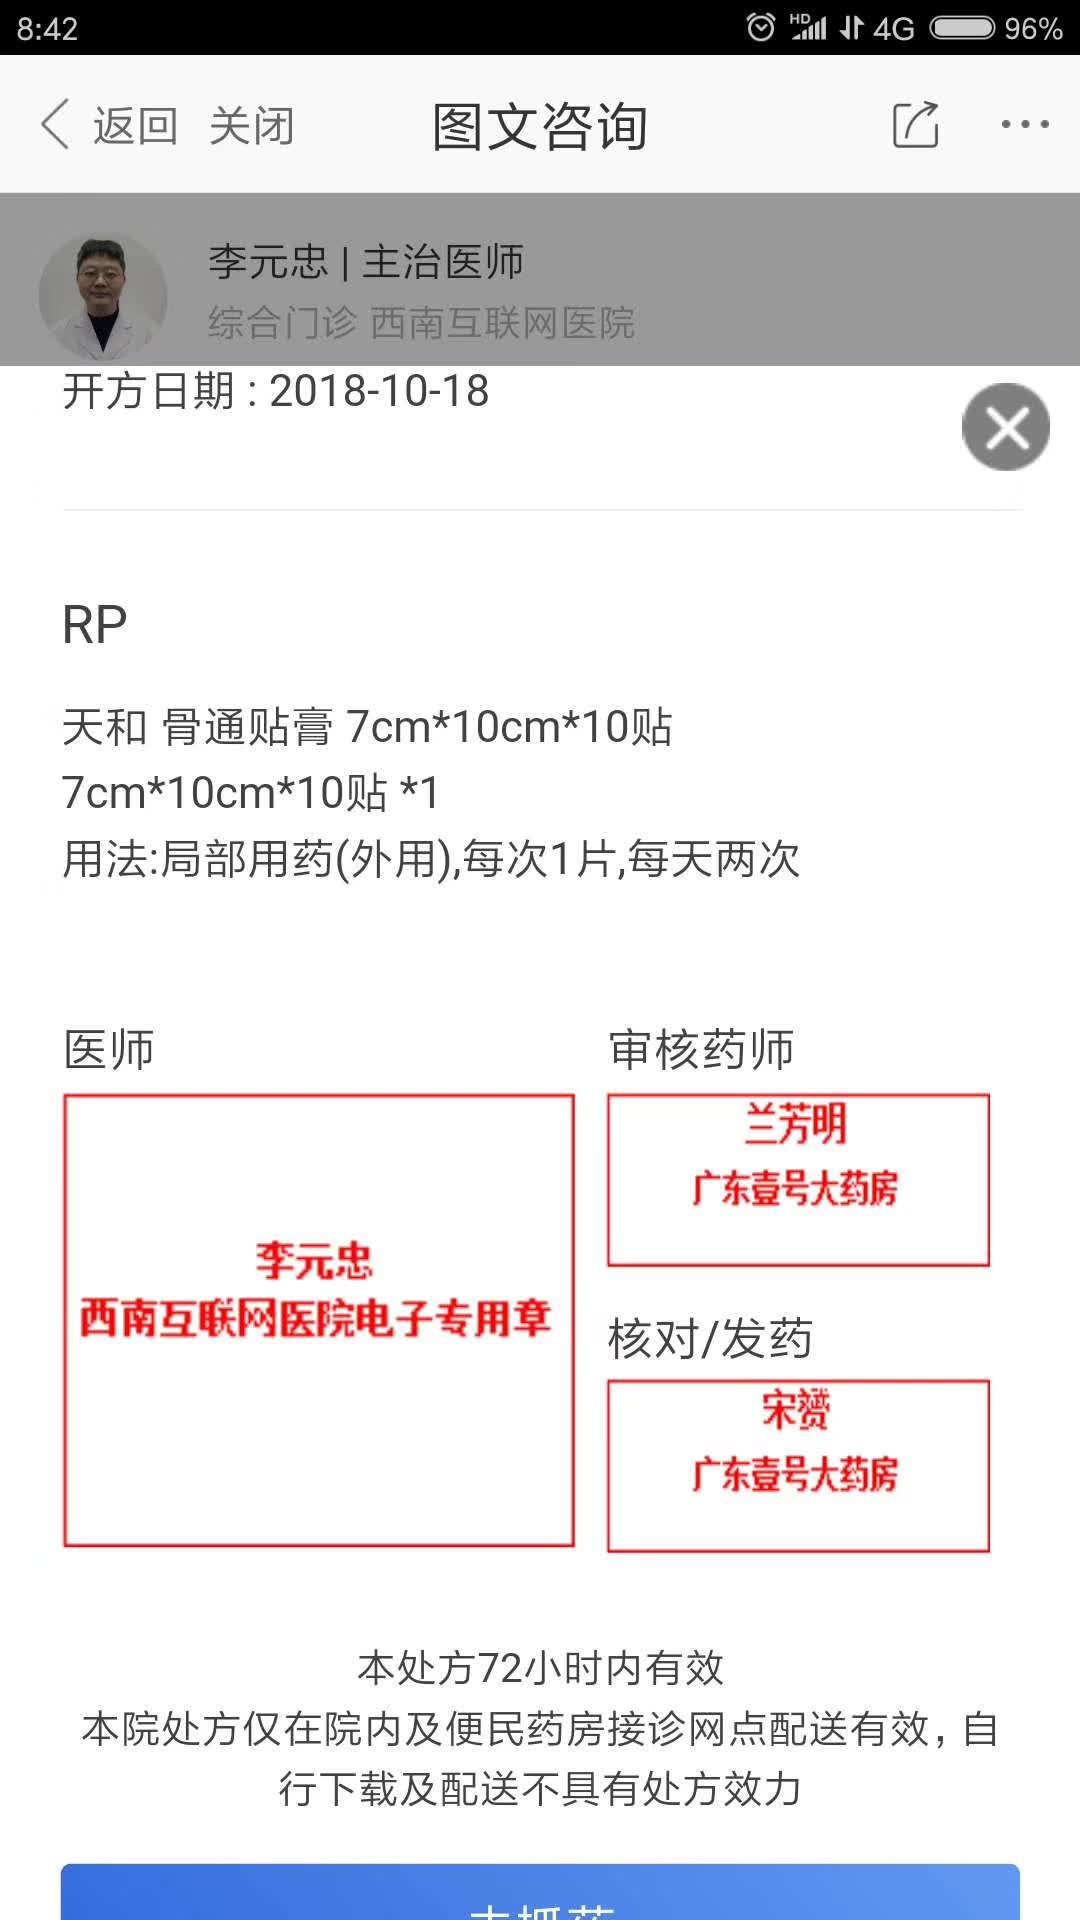 8:42 HD 4G 96%
返回 关闭 图文咨询
李元忠 | 主治医师
综合门诊 西南互联网医院
开方日期 : 2018-10-18
RP
天和 骨通贴膏 7cm*10cm*10贴
7cm*10cm*10贴 *1
用法:局部用药(外用),每次1片,每天两次
医师
李元忠
西南互联网医院电子专用章
审核药师
兰芳明
广东壹号大药房
核对/发药
宋赟
广东壹号大药房
本处方72小时内有效
本院处方仅在院内及便民药房接诊网点配送有效，自
行下载及配送不具有处方效力
去抓药